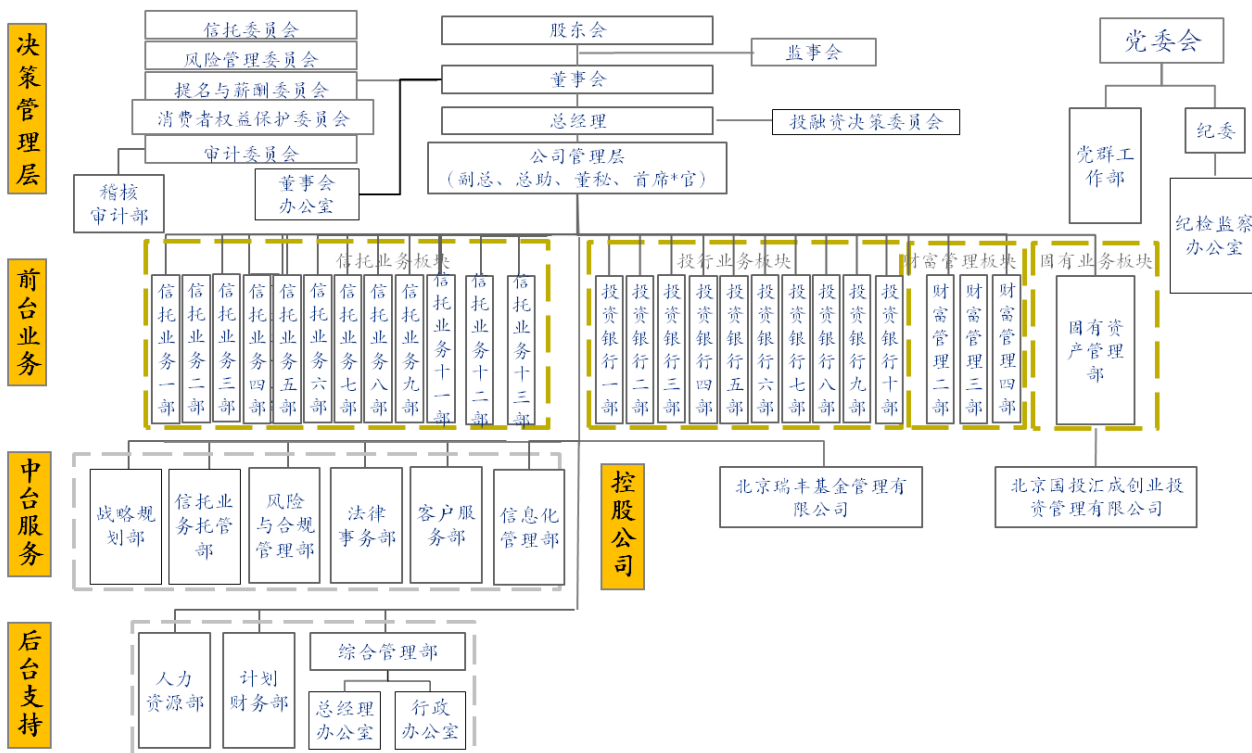 决策管理层
信托委员会
风险管理委员会
提名与薪酬委员会
消费者权益保护委员会
审计委员会
稽核
审计部
董事会
办公室
股东会
监事会
董事会
总经理
投融资决策委员会
公司管理层
（副总、总助、董秘、首席*官）
党委会
党群工
作部
纪委
纪检监察
办公室
前台业务
信托业务板块
信托业务一部
信托业务二部
信托业务三部
信托业务四部
信托业务五部
信托业务六部
信托业务七部
信托业务八部
信托业务九部
信托业务十一部
信托业务十二部
信托业务十三部
投行业务板块
投资银行一部
投资银行二部
投资银行三部
投资银行四部
投资银行五部
投资银行六部
投资银行七部
投资银行八部
投资银行九部
投资银行十部
财富管理板块
财富管理二部
财富管理三部
财富管理四部
固有业务板块
固有资
产管理
部
中台服务
战略规
划部
信托业
务托管
部
风险
与合规
管理部
法律
事务部
客户服
务部
信息化
管理部
控股公司
北京瑞丰基金管理有
限公司
北京国投汇成创业投
资管理有限公司
后台支持
人力
资源部
计划
财务部
综合管理部
总经理
办公室
行政
办公室